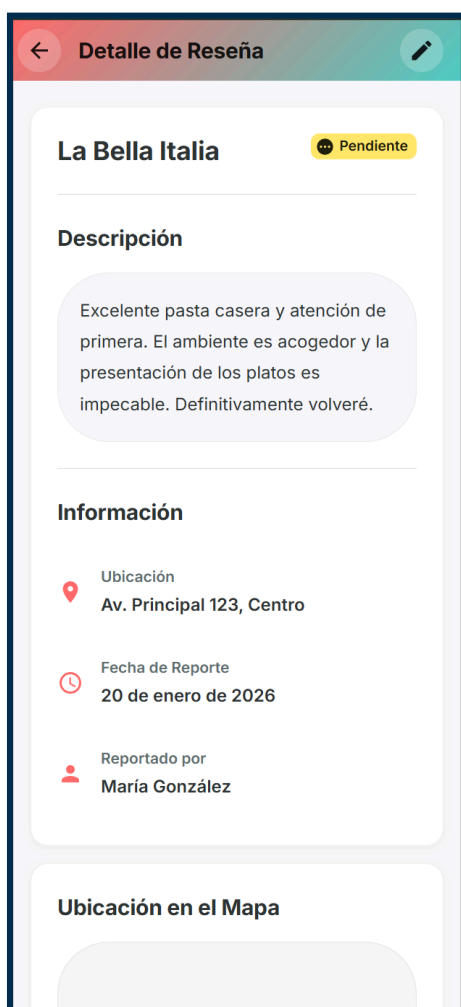 Detalle de Reseña
La Bella Italia
Pendiente
Descripción
Excelente pasta casera y atención de
primera. El ambiente es acogedor y la
presentación de los platos es
impecable. Definitivamente volveré.
Información
Ubicación
Av. Principal 123, Centro
Fecha de Reporte
20 de enero de 2026
Reportado por
María González
Ubicación en el Mapa